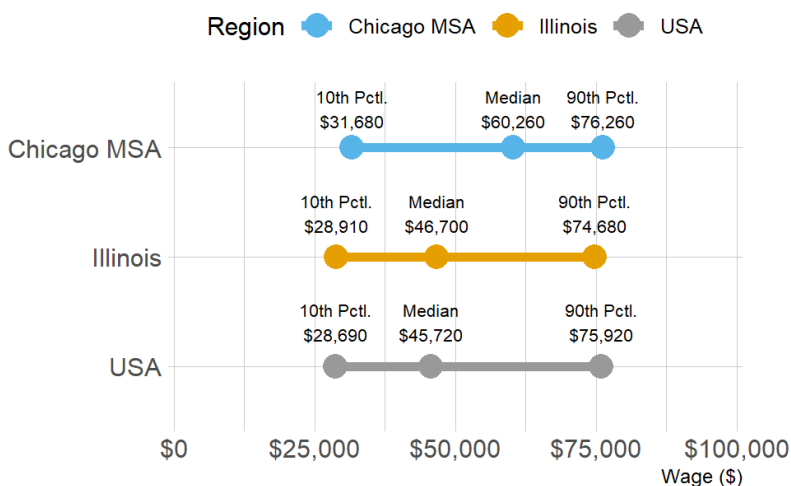 Region Chicago MSA Illinois USA
10th Pctl. Median 90th Pctl.
$31,680 $60,260 $76,260
Chicago MSA
10th Pctl. Median 90th Pctl.
$28,910 $46,700 $74,680
Illinois
10th Pctl. Median 90th Pctl.
$28,690 $45,720 $75,920
USA
$0 $25,000 $50,000 $75,000 $100,000
Wage ($)